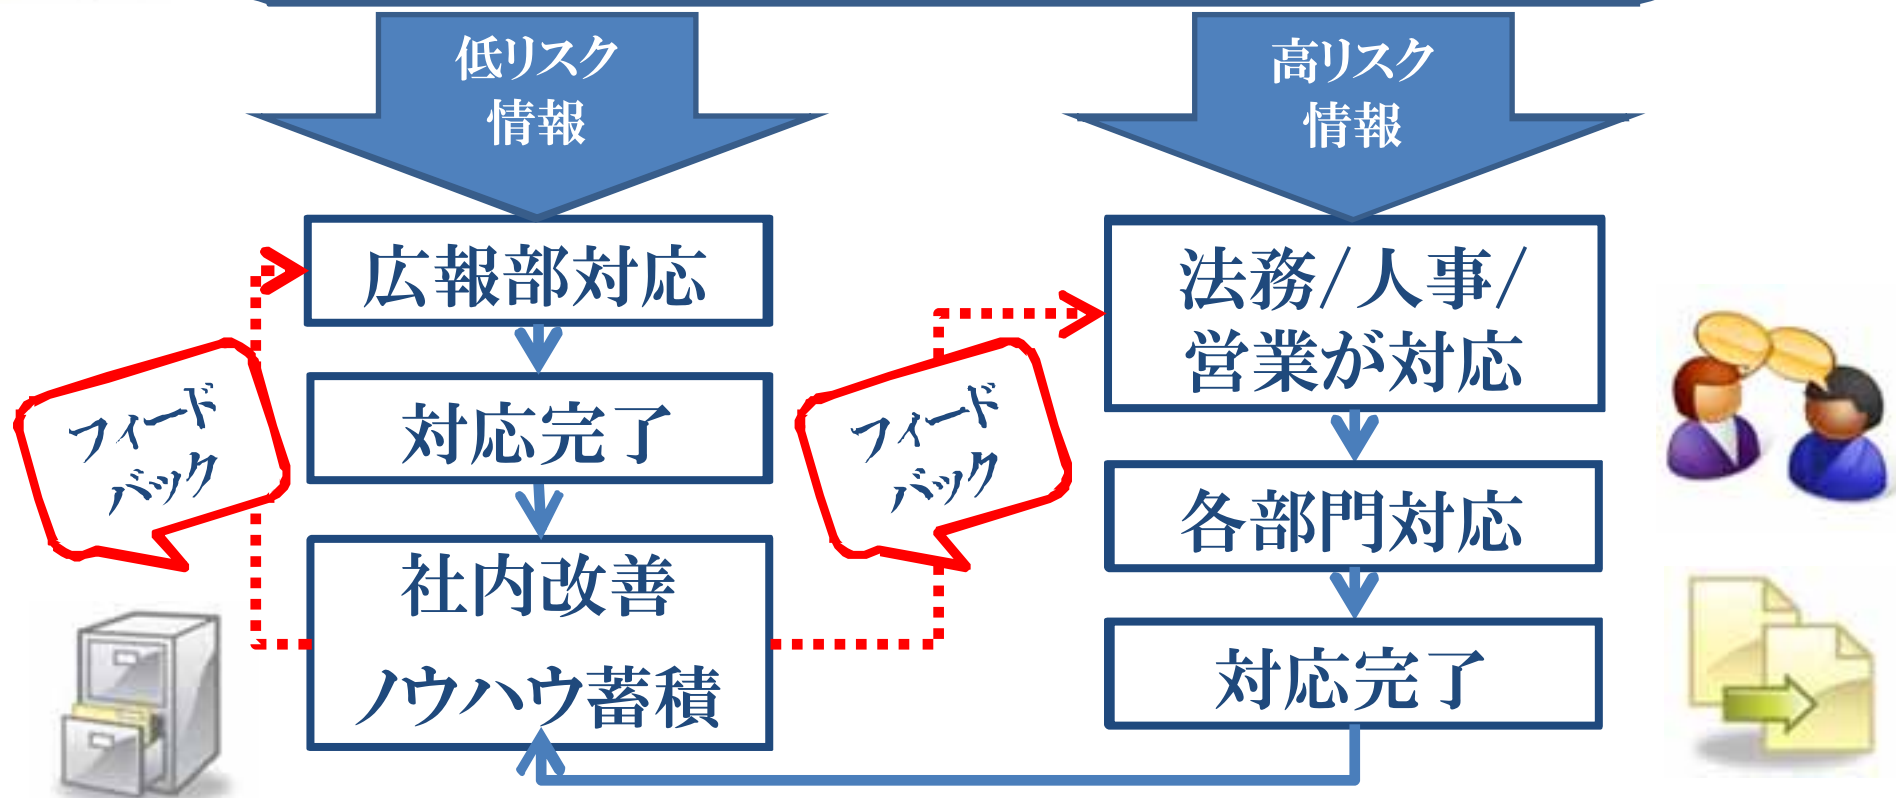 低リスク
情報
高リスク
情報
広報部対応
対応完了
社内改善
ノウハウ蓄積
フィード
バック
フィード
バック
法務/人事/
営業が対応
各部門対応
対応完了